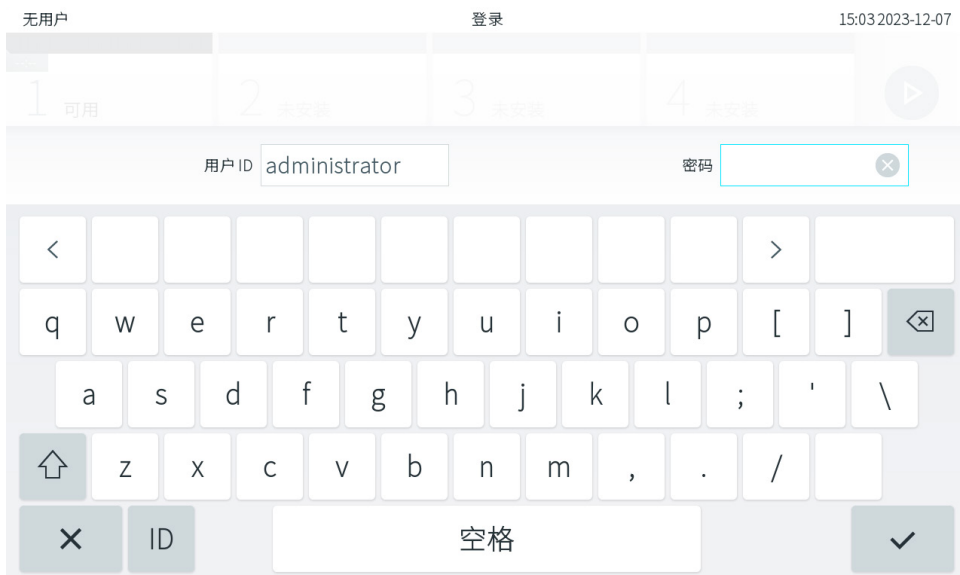 无用户 登录 15:03 2023-12-07
1 可用 2 未安装 3 未安装 4 未安装
用户 ID administrator 密码
< >
q w e r t y u i o p [ ]
a s d f g h j k l ; ' \
z x c v b n m , . /
ID 空格